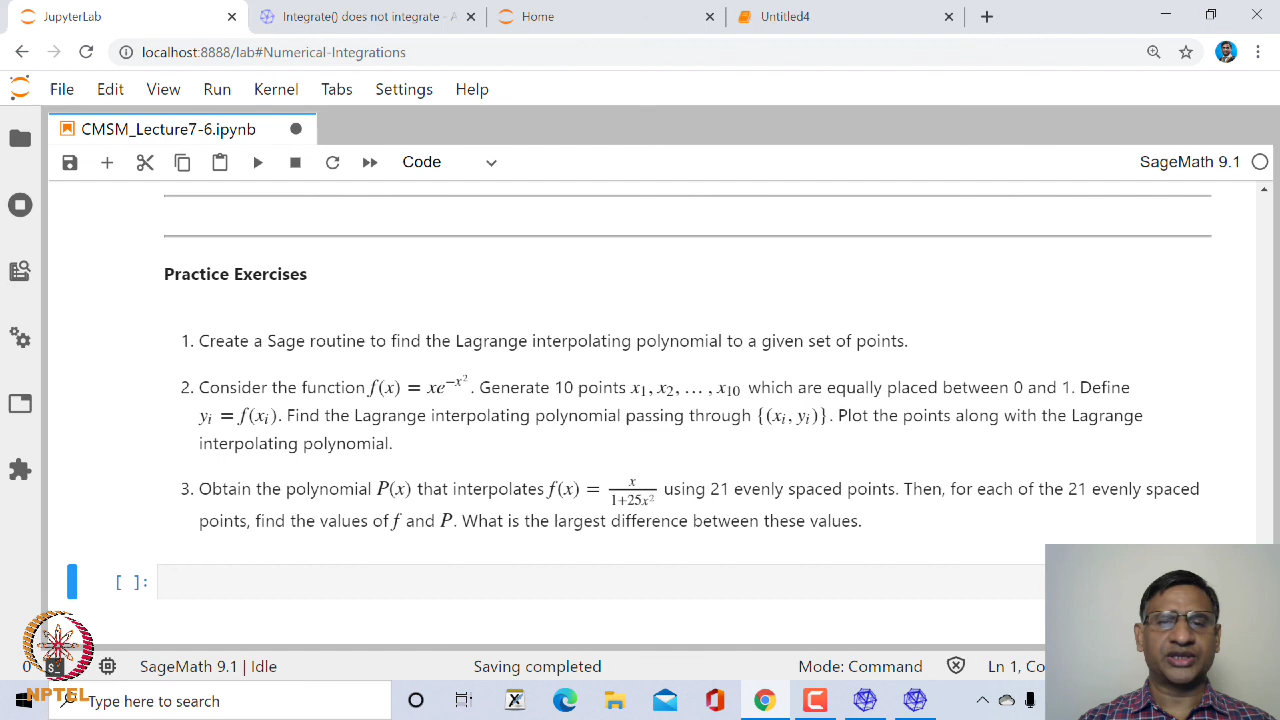 JupyterLab
Integrate() does not integrate - A
Home
Untitled4
localhost:8888/lab#Numerical-Integrations
File Edit View Run Kernel Tabs Settings Help
CMSM_Lecture7-6.ipynb
Code
SageMath 9.1
Practice Exercises
1. Create a Sage routine to find the Lagrange interpolating polynomial to a given set of points.
2. Consider the function f(x) = xe^{-x^2}. Generate 10 points x_1, x_2, … , x_{10} which are equally placed between 0 and 1. Define
y_i = f(x_i). Find the Lagrange interpolating polynomial passing through {(x_i, y_i)}. Plot the points along with the Lagrange
interpolating polynomial.
3. Obtain the polynomial P(x) that interpolates f(x) = \frac{x}{1+25x^2} using 21 evenly spaced points. Then, for each of the 21 evenly spaced
points, find the values of f and P. What is the largest difference between these values.
[ ]:
0
SageMath 9.1 | Idle
Saving completed
Mode: Command
Ln 1, Co
NPTEL
Type here to search